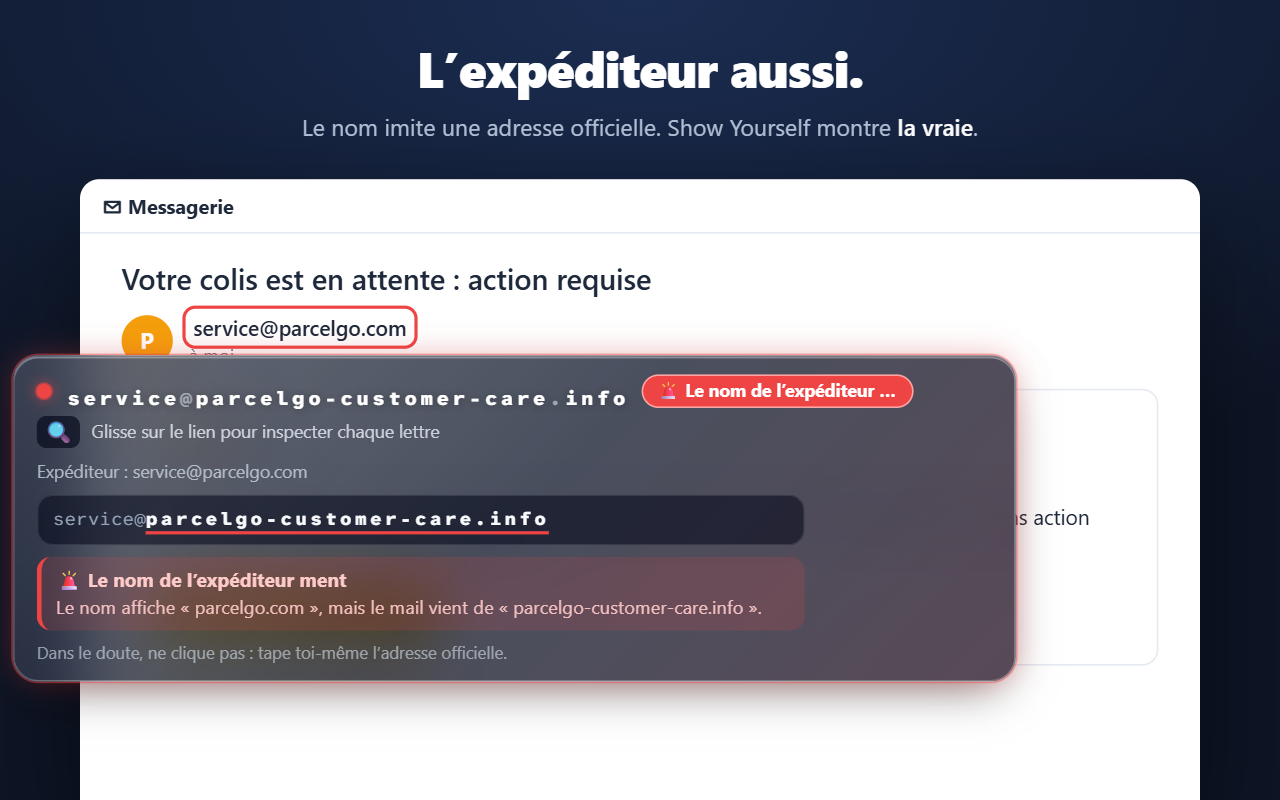 L’expéditeur aussi.
Le nom imite une adresse officielle. Show Yourself montre la vraie.
Messagerie
Votre colis est en attente : action requise
P
service@parcelgo.com
à moi
service@parcelgo-customer-care.info
Le nom de l’expéditeur ...
Glisse sur le lien pour inspecter chaque lettre
Expéditeur : service@parcelgo.com
service@parcelgo-customer-care.info
action
Le nom de l’expéditeur ment
Le nom affiche « parcelgo.com », mais le mail vient de « parcelgo-customer-care.info ».
Dans le doute, ne clique pas : tape toi-même l’adresse officielle.